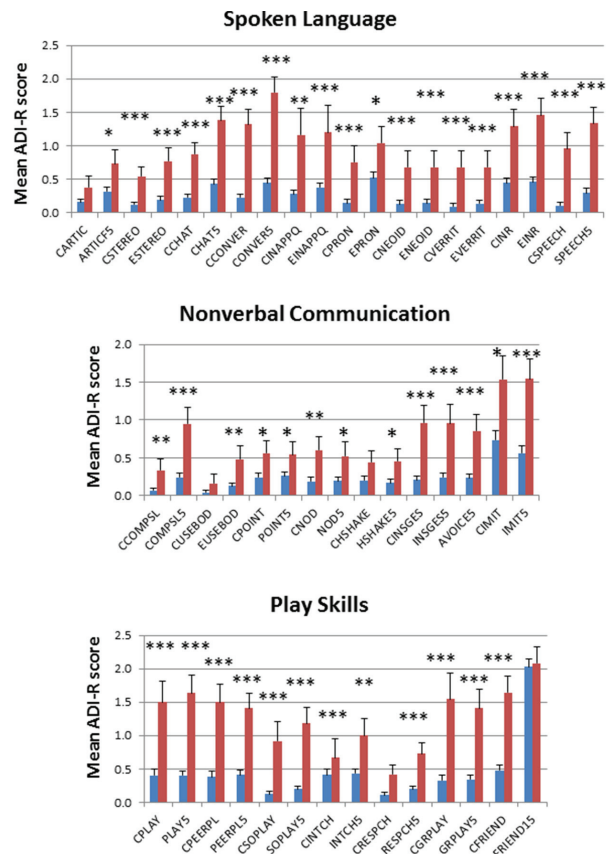 Spoken Language
Mean ADI-R score
2.5
2.0
1.5
1.0
0.5
0.0
* *** *** *** *** *** *** ** *** *** * *** *** *** *** *** *** *** ***
CARTIC
ARTICF5
CSTEREO
ESTEREO
CCHAT
CHAT5
CCONVER
CONVER5
CINAPPQ
EINAPPQ
CPRON
EPRON
CNEOID
ENEOID
CVERRIT
EVERRIT
CINR
EINR
CSPEECH
SPEECH5
Nonverbal Communication
Mean ADI-R score
2.0
1.5
1.0
0.5
0.0
** *** ** * * ** * * *** *** *** * ***
CCOMPSL
COMPSL5
CUSEBOD
EUSEBOD
CPOINT
POINT5
CNOD
NOD5
CHSHAKE
HSHAKE5
CINSGES
INSGES5
AVOICE5
CIMIT
IMIT5
Play Skills
Mean ADI-R score
2.5
2.0
1.5
1.0
0.5
0.0
*** *** *** *** *** *** *** ** *** *** *** ***
CPLAY
PLAY5
CPEERPL
PEERPL5
CSOPLAY
SOPLAY5
CINTCH
INTCH5
CRESPCH
RESPCH5
CGRPLAY
GRPLAY5
CFRIEND
CFRIEND15